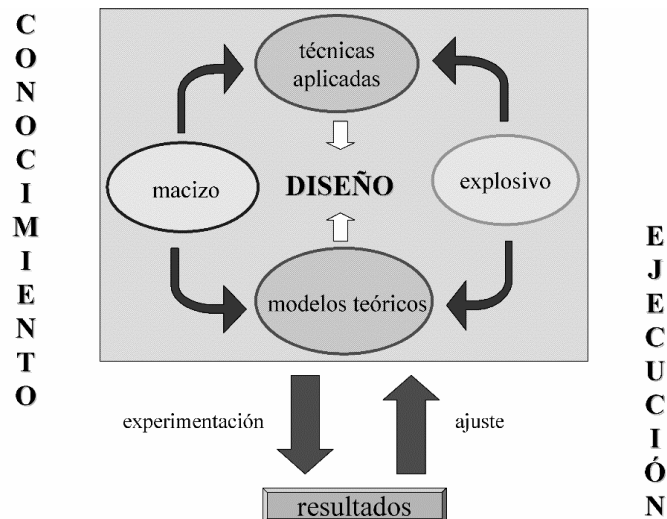 CONOCIMIENTO
técnicas
aplicadas
macizo
DISEÑO
explosivo
modelos teóricos
EJECUCIÓN
experimentación
ajuste
resultados